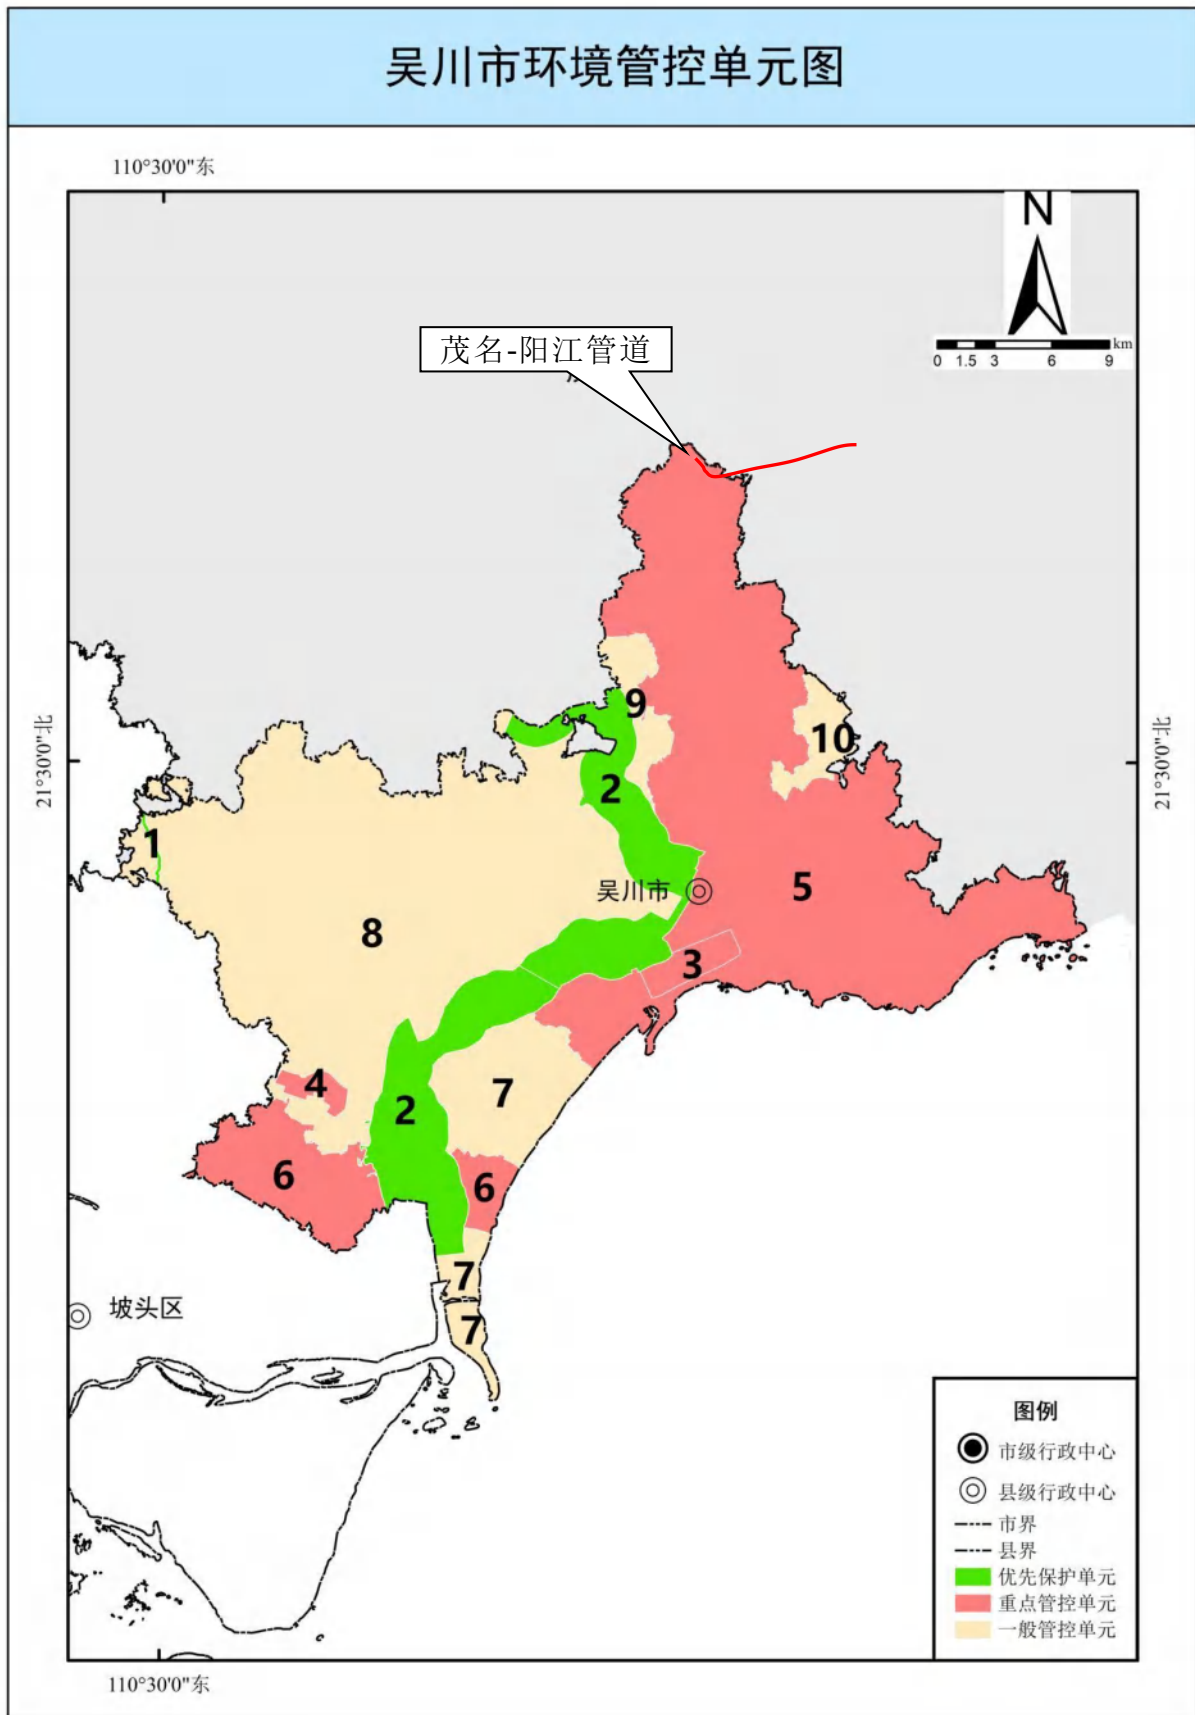 吴川市环境管控单元图
110°30'0"东
N
km
0 1.5 3 6 9
茂名-阳江管道
9
10
21°30'0"北
21°30'0"北
2
1
吴川市
5
8
3
4
7
2
6
6
7
坡头区
7
图例
市级行政中心
县级行政中心
市界
县界
优先保护单元
重点管控单元
一般管控单元
110°30'0"东